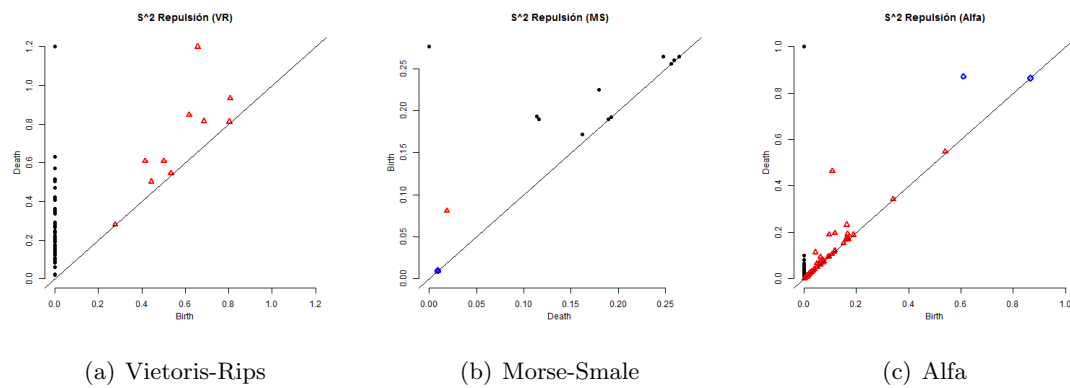 S^2 Repulsión (VR)
Death
0.0 0.2 0.4 0.6 0.8 1.0 1.2
0.0 0.2 0.4 0.6 0.8 1.0 1.2
Birth
(a) Vietoris-Rips
S^2 Repulsión (MS)
Birth
0.00 0.05 0.10 0.15 0.20 0.25
0.00 0.05 0.10 0.15 0.20 0.25
Death
(b) Morse-Smale
S^2 Repulsión (Alfa)
Death
0.0 0.2 0.4 0.6 0.8 1.0
0.0 0.2 0.4 0.6 0.8 1.0
Birth
(c) Alfa